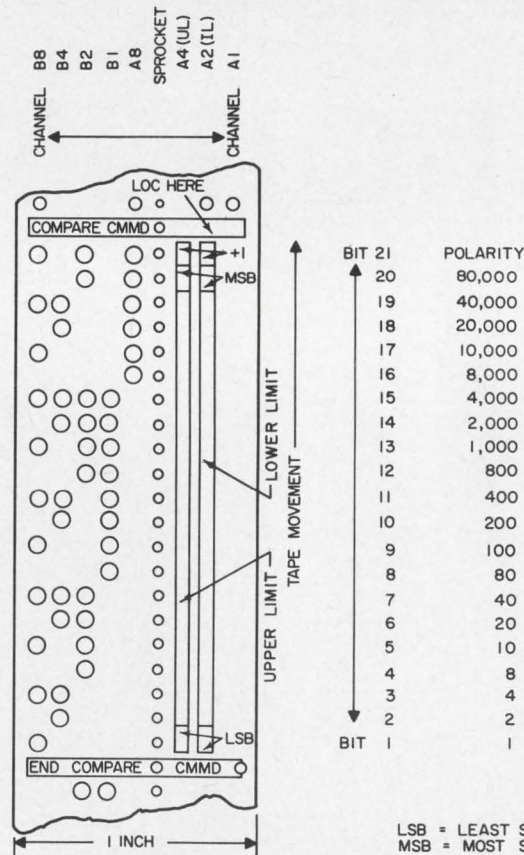 CHANNEL B8
B4
B2
B1
A8
SPROCKET
A4 (UL)
A2 (IL)
CHANNEL A1
LOC HERE
COMPARE CMMD
+1
MSB
LOWER LIMIT
TAPE MOVEMENT
UPPER LIMIT
LSB
END COMPARE CMMD
1 INCH
BIT 21 POLARITY
20 80,000
19 40,000
18 20,000
17 10,000
16 8,000
15 4,000
14 2,000
13 1,000
12 800
11 400
10 200
9 100
8 80
7 40
6 20
5 10
4 8
3 4
2 2
BIT 1 1
LSB = LEAST S
MSB = MOST S